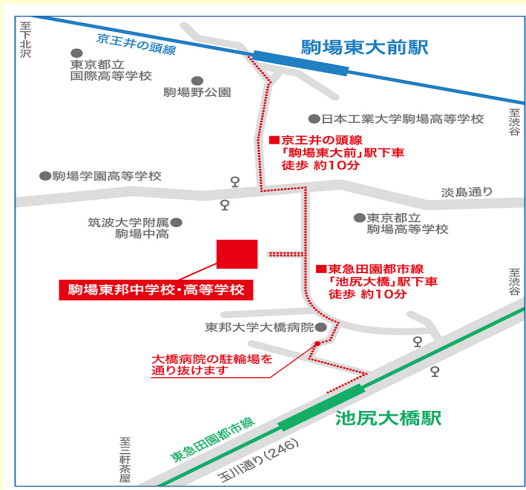 至下北沢
京王井の頭線
駒場東大前駅
東京都立
国際高等学校
駒場野公園
至渋谷
日本工業大学駒場高等学校
■京王井の頭線
「駒場東大前」駅下車
徒歩 約10分
駒場学園高等学校
淡島通り
筑波大学附属
駒場中高
東京都立
駒場高等学校
駒場東邦中学校・高等学校
■東急田園都市線
「池尻大橋」駅下車
徒歩 約10分
至渋谷
東邦大学大橋病院
大橋病院の駐輪場を
通り抜けます
池尻大橋駅
東急田園都市線
玉川通り(246)
至三軒茶屋